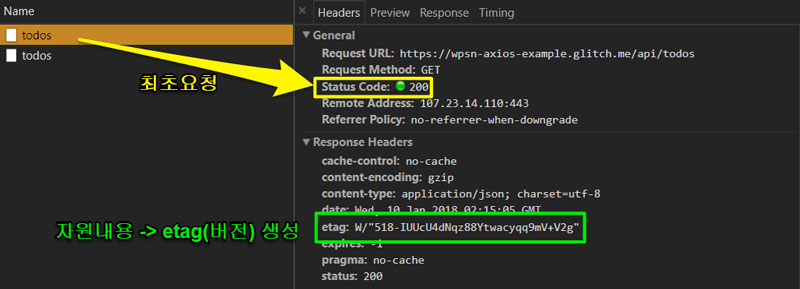 Name
todos
todos
최초요청
자원내용 -> etag(버전) 생성
Headers Preview Response Timing
▼ General
Request URL: https://wpsn-axios-example.glitch.me/api/todos
Request Method: GET
Status Code: 200
Remote Address: 107.23.14.110:443
Referrer Policy: no-referrer-when-downgrade
▼ Response Headers
cache-control: no-cache
content-encoding: gzip
content-type: application/json; charset=utf-8
date: Wed, 10 Jan 2018 02:15:05 GMT
etag: W/"518-IUUcU4dNqz88Ytwacyqq9mV+V2g"
expires: -1
pragma: no-cache
status: 200